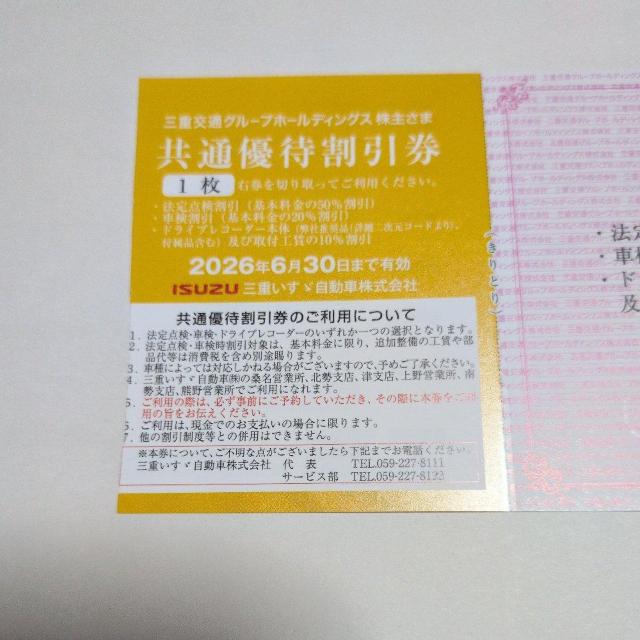 三重交通グループホールディングス 株主さま
共通優待割引券
1 枚 右券を切り取ってご利用ください。
・法定点検割引（基本料金の50％割引）
・車検割引（基本料金の20％割引）
・ドライブレコーダー本体（弊社推奨品「詳細二次元コードより」、
付属品含む）及び取付工賃の10％割引
2026年6月30日まで有効
ISUZU 三重いすゞ自動車株式会社
共通優待割引券のご利用について
1. 法定点検・車検・ドライブレコーダーのいずれか一つの選択となります。
2. 法定点検・車検時割引対象は、基本料金に限り、追加整備の工賃や部
品代等は消費税を含め別途賜ります。
3. 車種によっては対応しかねる場合がございますので、予めご了承ください。
4. 三重いすゞ自動車㈱の桑名営業所、北勢支店、津支店、上野営業所、南
勢支店、熊野営業所でご利用になれます。
5. ご利用の際は、必ず事前にご予約していただき、その際に本券をご利
用の旨をお伝えください。
6. ご利用は、現金でのお支払いの場合に限ります。
7. 他の割引制度等との併用はできません。
※本券について、ご不明な点がございましたら下記までお電話ください。
三重いすゞ自動車株式会社 代 表 TEL.059-227-8111
サービス部 TEL.059-227-8122
（きりとり）
・法定
・車検
・ド
及